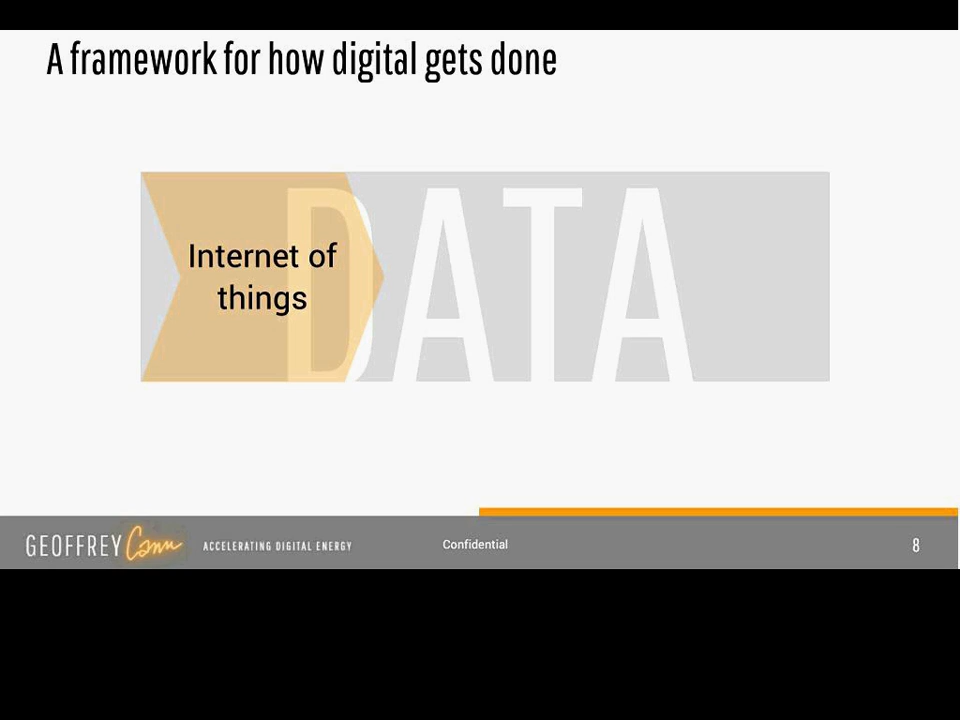 A framework for how digital gets done
DATA
Internet of
things
GEOFFREY Cann
ACCELERATING DIGITAL ENERGY
Confidential
8